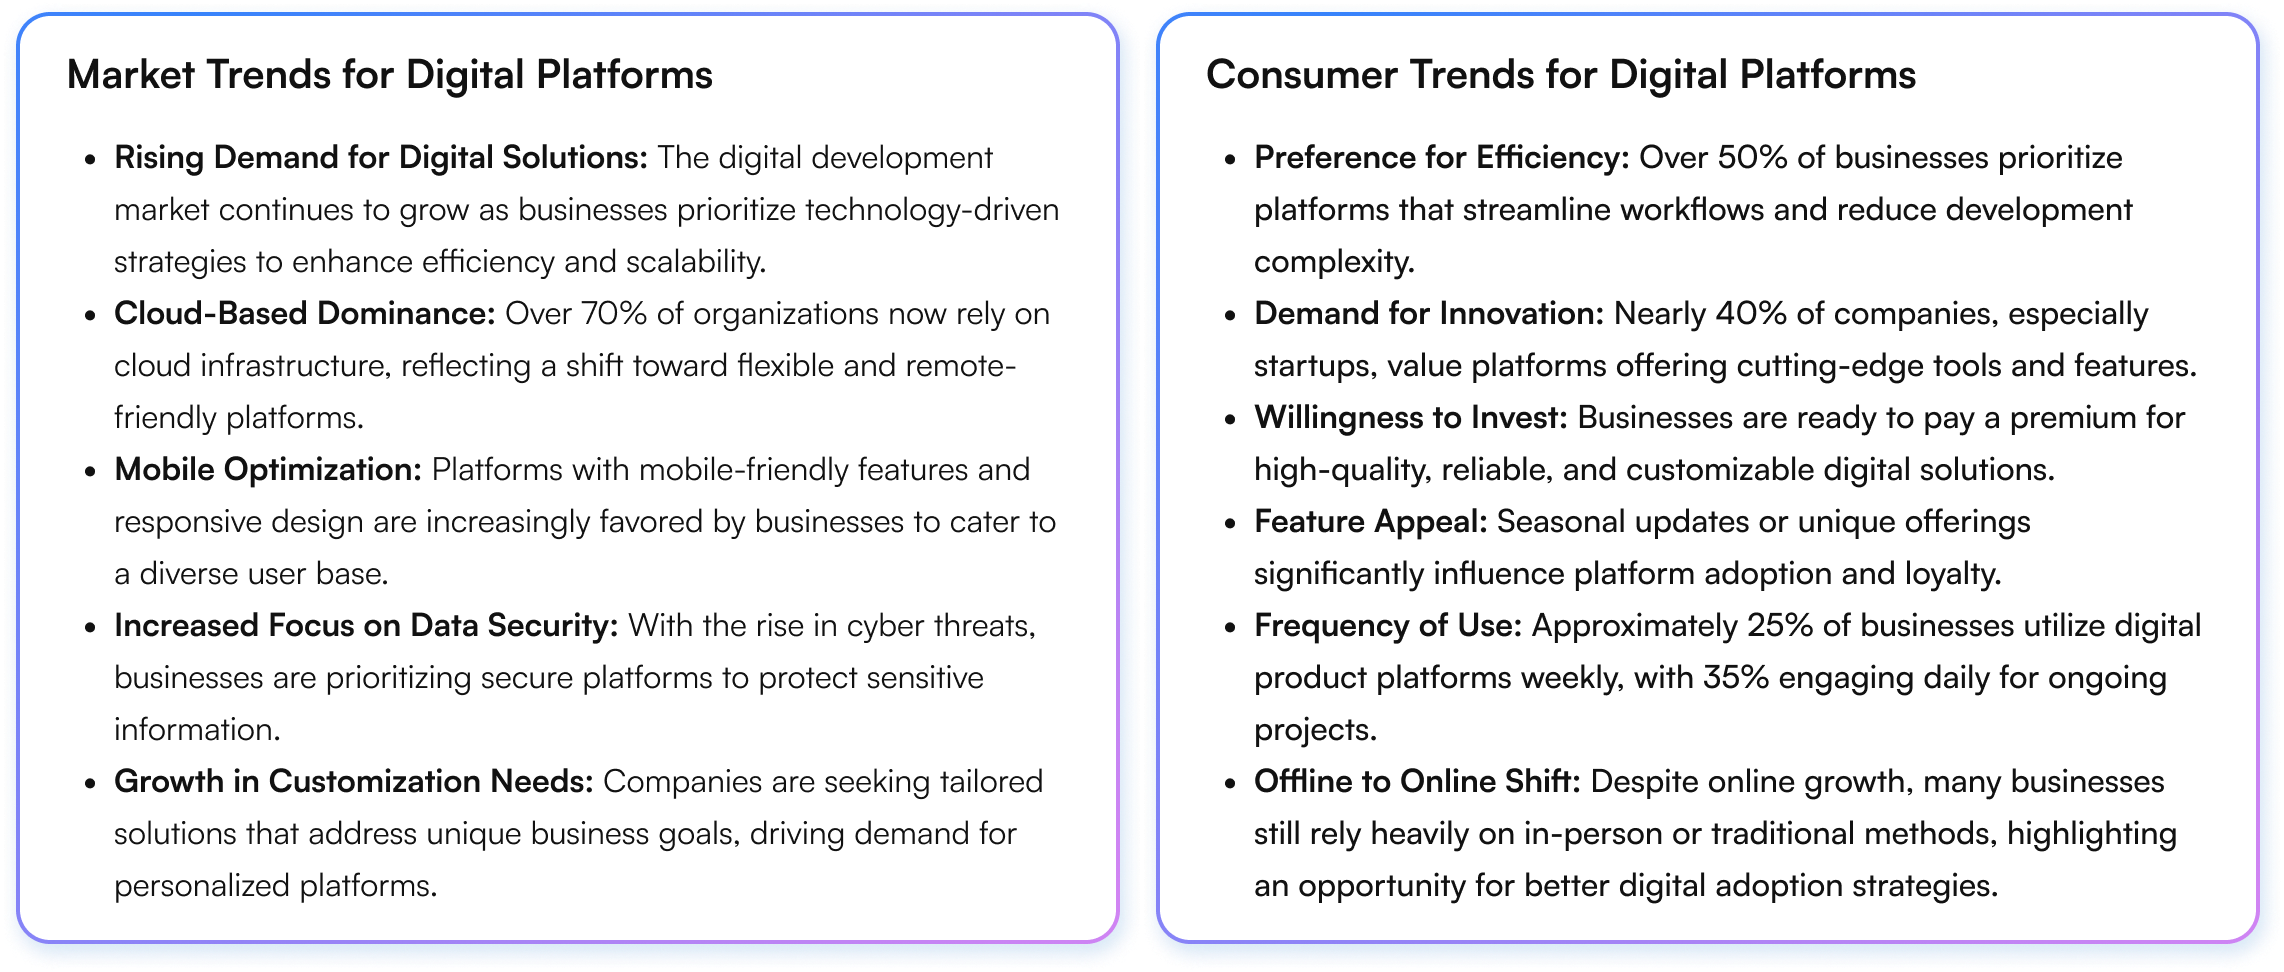 Market Trends for Digital Platforms
• Rising Demand for Digital Solutions: The digital development
market continues to grow as businesses prioritize technology-driven
strategies to enhance efficiency and scalability.
• Cloud-Based Dominance: Over 70% of organizations now rely on
cloud infrastructure, reflecting a shift toward flexible and remote-
friendly platforms.
• Mobile Optimization: Platforms with mobile-friendly features and
responsive design are increasingly favored by businesses to cater to
a diverse user base.
• Increased Focus on Data Security: With the rise in cyber threats,
businesses are prioritizing secure platforms to protect sensitive
information.
• Growth in Customization Needs: Companies are seeking tailored
solutions that address unique business goals, driving demand for
personalized platforms.
Consumer Trends for Digital Platforms
• Preference for Efficiency: Over 50% of businesses prioritize
platforms that streamline workflows and reduce development
complexity.
• Demand for Innovation: Nearly 40% of companies, especially
startups, value platforms offering cutting-edge tools and features.
• Willingness to Invest: Businesses are ready to pay a premium for
high-quality, reliable, and customizable digital solutions.
• Feature Appeal: Seasonal updates or unique offerings
significantly influence platform adoption and loyalty.
• Frequency of Use: Approximately 25% of businesses utilize digital
product platforms weekly, with 35% engaging daily for ongoing
projects.
• Offline to Online Shift: Despite online growth, many businesses
still rely heavily on in-person or traditional methods, highlighting
an opportunity for better digital adoption strategies.